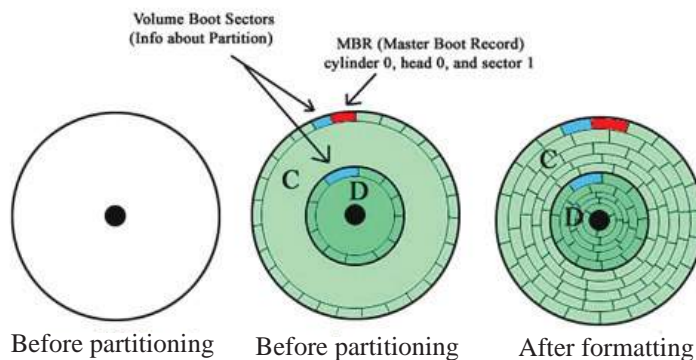 Volume Boot Sectors
(Info about Partition)
MBR (Master Boot Record)
cylinder 0, head 0, and sector 1
C
D
C
D
Before partitioning
Before partitioning
After formatting